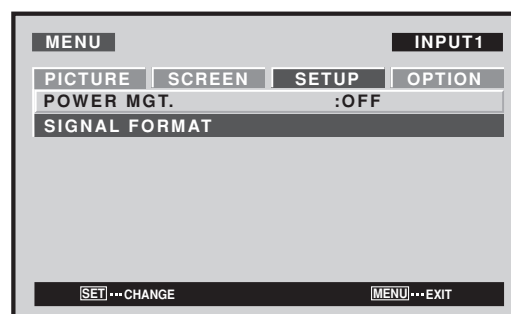 MENU INPUT1
PICTURE SCREEN SETUP OPTION
POWER MGT. :OFF
SIGNAL FORMAT
SET ··· CHANGE MENU ··· EXIT